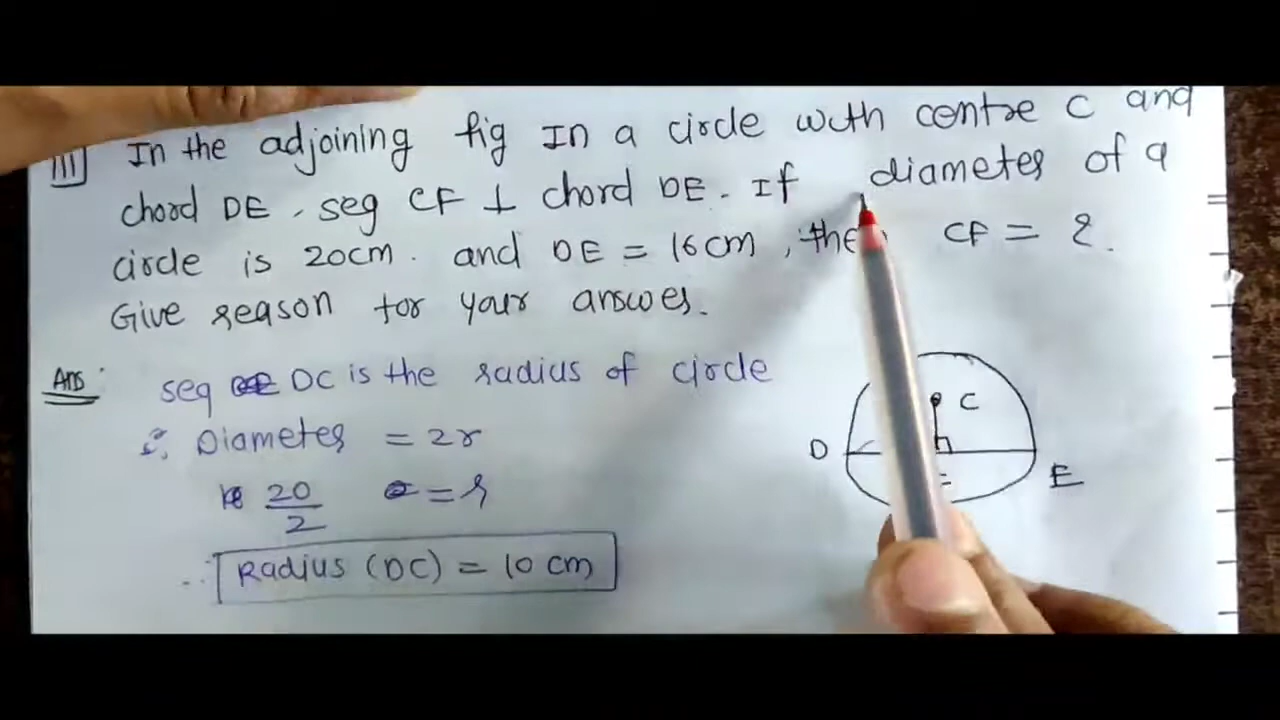 III] In the adjoining fig In a circle with centre C and
chord DE . seg CF ⊥ chord DE . If diameter of a
circle is 20cm . and DE = 16cm , then CF = ?.
Give reason for your answer.
Ans : seg DC is the radius of circle
∴ Diameter = 2r
20/2 = r
∴ Radius (DC) = 10 cm
C
D
E